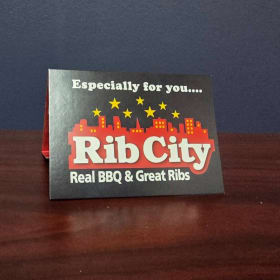 Especially for you....
Rib City
Real BBQ & Great Ribs